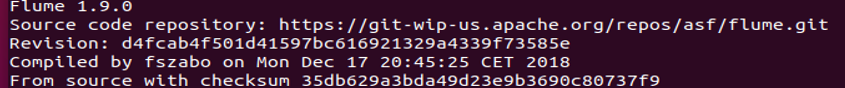 Flume 1.9.0
Source code repository: https://git-wip-us.apache.org/repos/asf/flume.git
Revision: d4fcab4f501d41597bc616921329a4339f73585e
Compiled by fszabo on Mon Dec 17 20:45:25 CET 2018
From source with checksum 35db629a3bda49d23e9b3690c80737f9